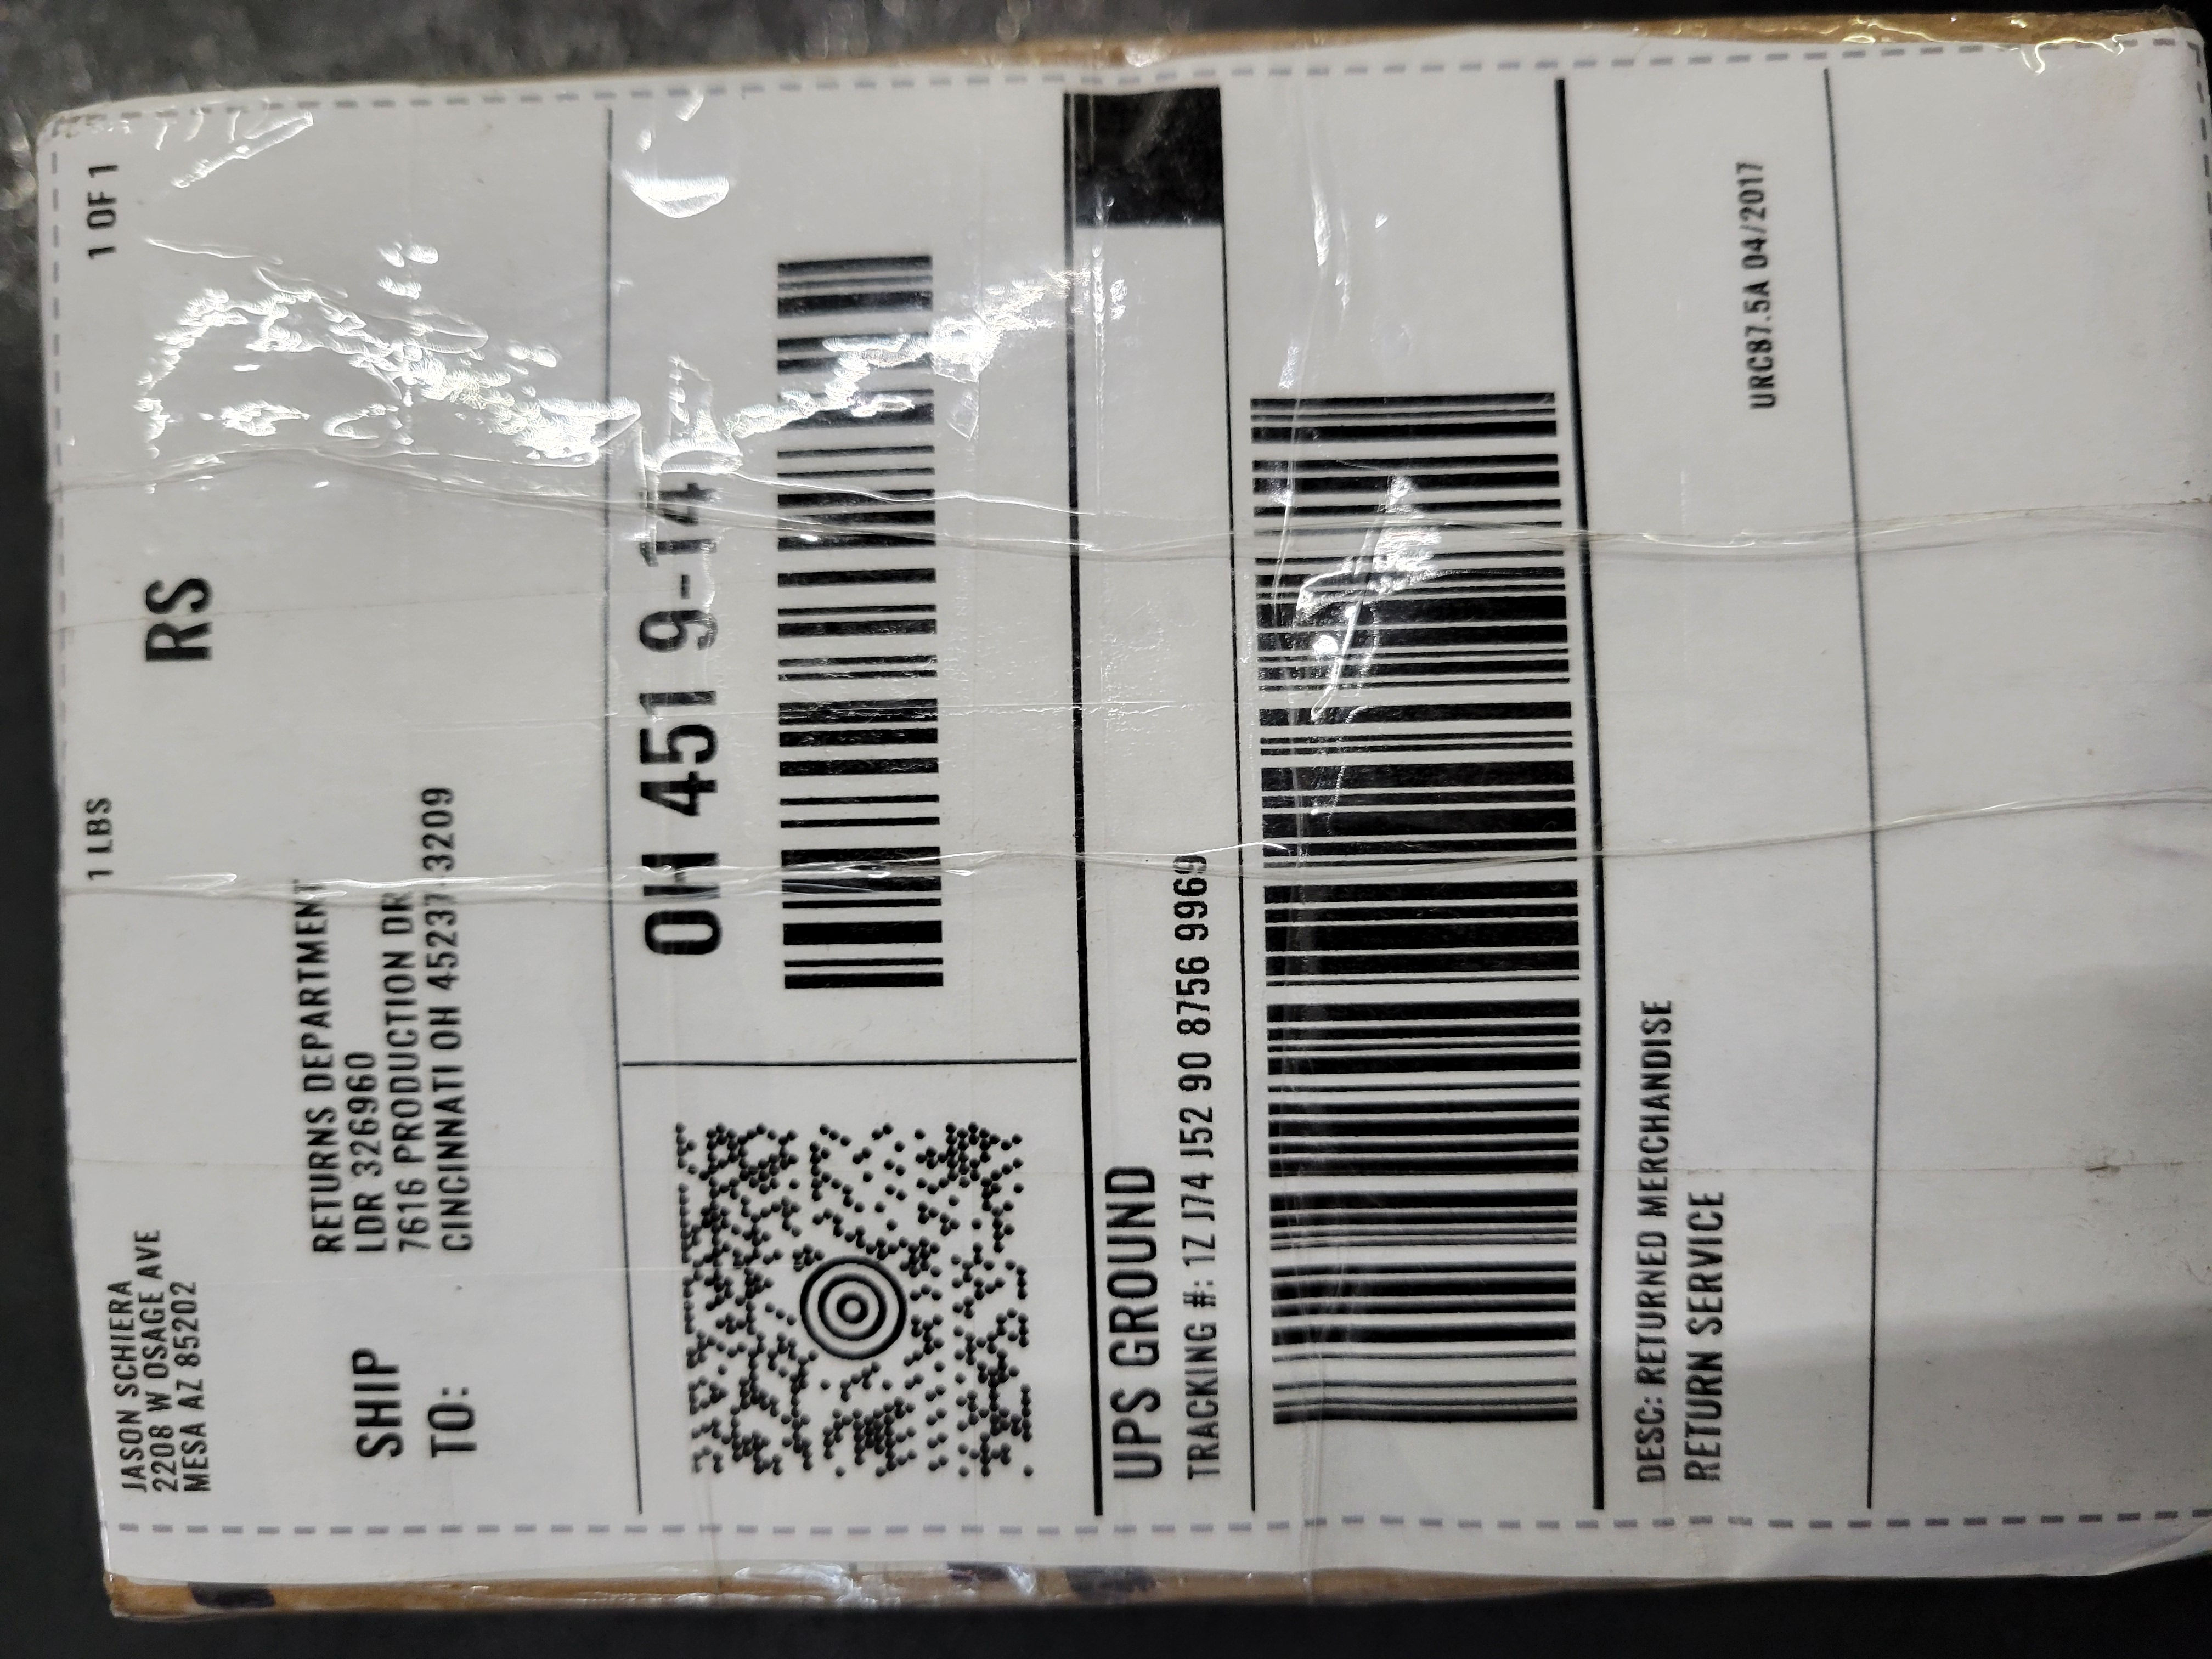 JASON SCHIERA
2208 W OSAGE AVE
MESA AZ 85202
1 LBS
1 OF 1
RS
SHIP
TO:
RETURNS DEPARTMENT
LDR 326960
7616 PRODUCTION DR
CINCINNATI OH 45237-3209
OH 451 9-14
UPS GROUND
TRACKING #: 1Z J74 J52 90 8756 9969
DESC: RETURNED MERCHANDISE
RETURN SERVICE
URC87.5A 04/2017